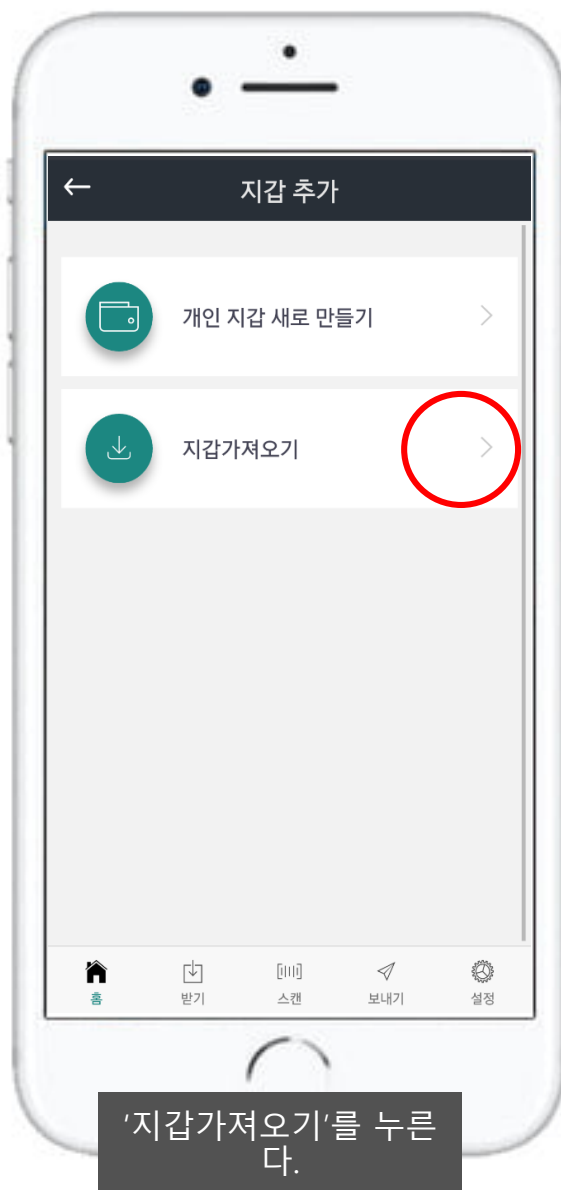 지갑 추가
개인 지갑 새로 만들기
지갑가져오기
홈 받기 스캔 보내기 설정
'지갑가져오기'를 누른
다.